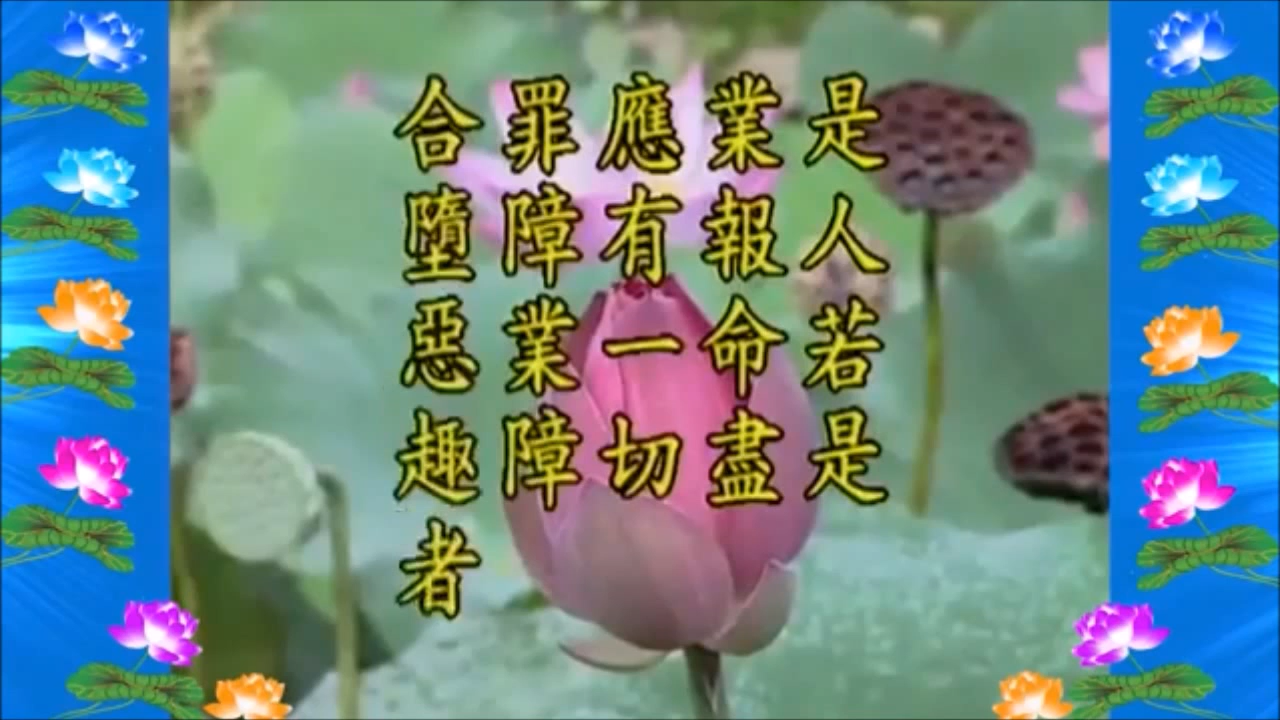 是人若是
業報命盡
應有一切
罪障業障
合墮惡趣者